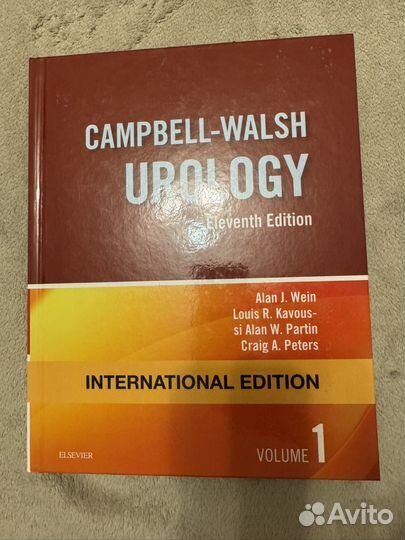 CAMPBELL-WALSH
UROLOGY
Eleventh Edition
Alan J. Wein
Louis R. Kavous-
si Alan W. Partin
Craig A. Peters
INTERNATIONAL EDITION
ELSEVIER
VOLUME 1
Avito